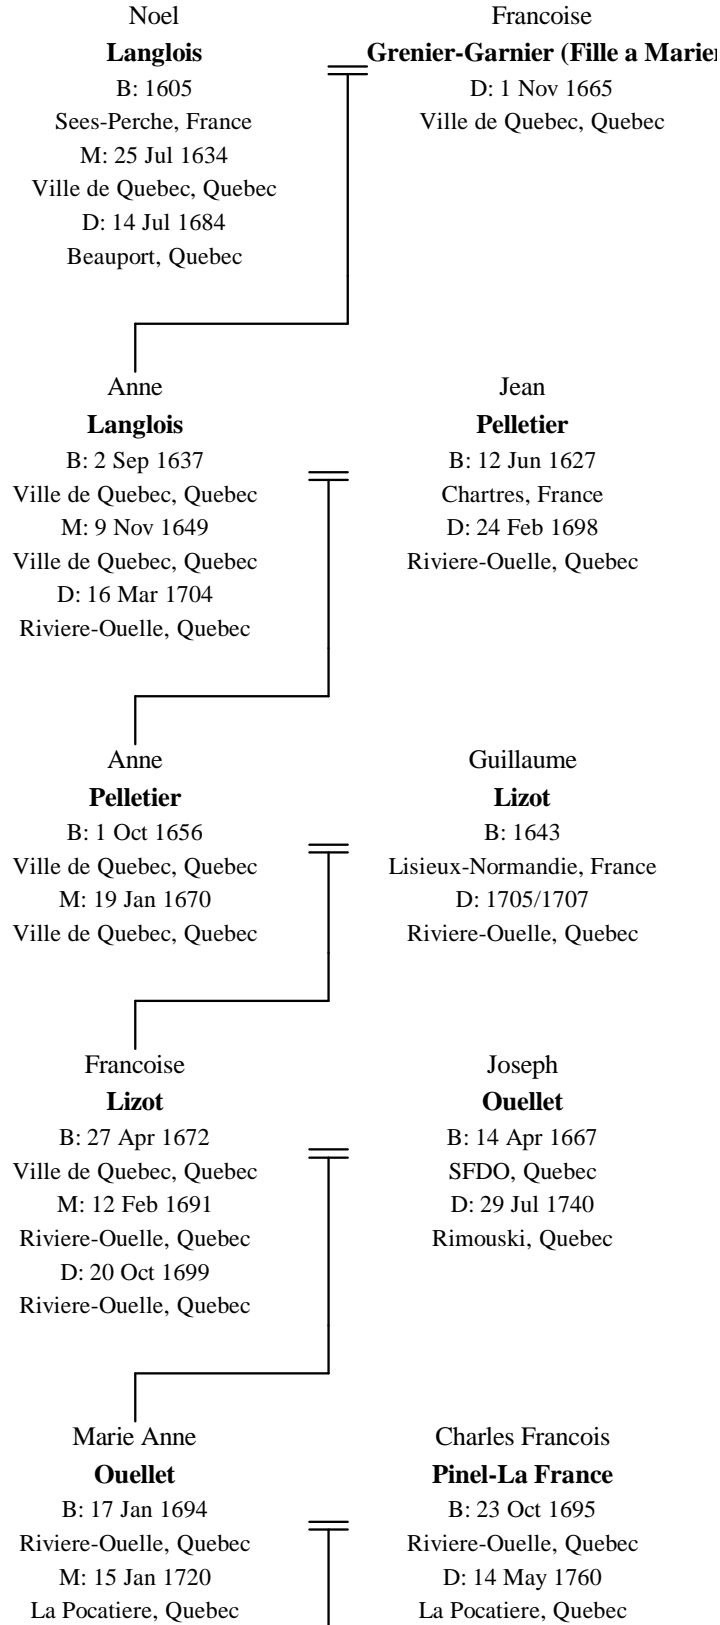 Noel
Langlois
B: 1605
Sees-Perche, France
M: 25 Jul 1634
Ville de Quebec, Quebec
D: 14 Jul 1684
Beauport, Quebec
Francoise
Grenier-Garnier (Fille a Marier
D: 1 Nov 1665
Ville de Quebec, Quebec
Anne
Langlois
B: 2 Sep 1637
Ville de Quebec, Quebec
M: 9 Nov 1649
Ville de Quebec, Quebec
D: 16 Mar 1704
Riviere-Ouelle, Quebec
Jean
Pelletier
B: 12 Jun 1627
Chartres, France
D: 24 Feb 1698
Riviere-Ouelle, Quebec
Anne
Pelletier
B: 1 Oct 1656
Ville de Quebec, Quebec
M: 19 Jan 1670
Ville de Quebec, Quebec
Guillaume
Lizot
B: 1643
Lisieux-Normandie, France
D: 1705/1707
Riviere-Ouelle, Quebec
Francoise
Lizot
B: 27 Apr 1672
Ville de Quebec, Quebec
M: 12 Feb 1691
Riviere-Ouelle, Quebec
D: 20 Oct 1699
Riviere-Ouelle, Quebec
Joseph
Ouellet
B: 14 Apr 1667
SFDO, Quebec
D: 29 Jul 1740
Rimouski, Quebec
Marie Anne
Ouellet
B: 17 Jan 1694
Riviere-Ouelle, Quebec
M: 15 Jan 1720
La Pocatiere, Quebec
Charles Francois
Pinel-La France
B: 23 Oct 1695
Riviere-Ouelle, Quebec
D: 14 May 1760
La Pocatiere, Quebec